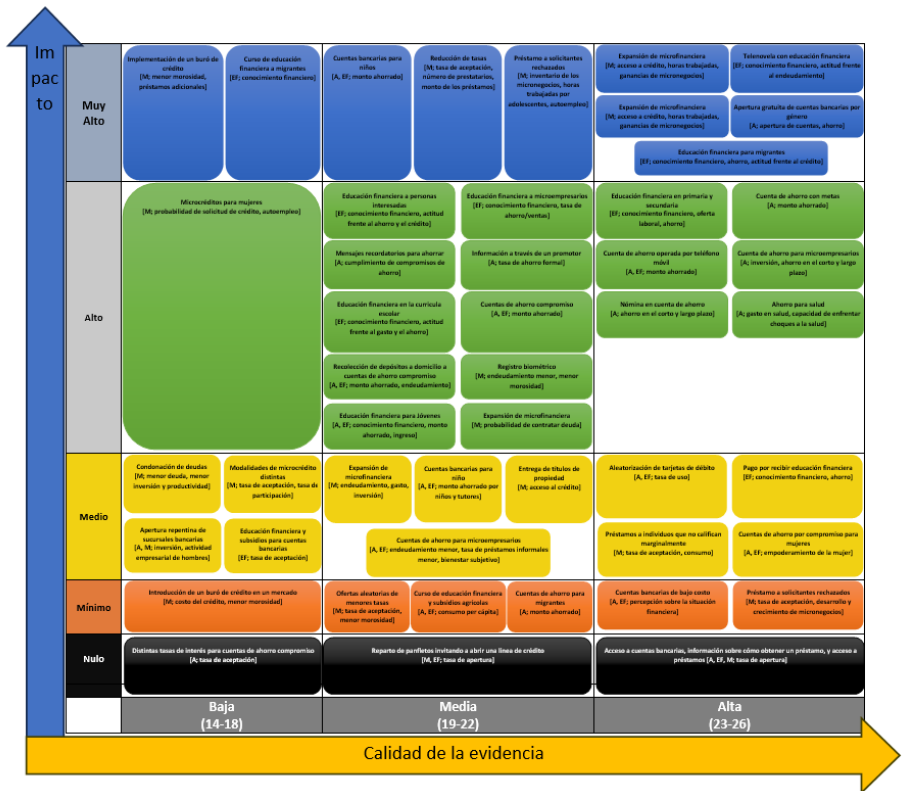 Im
pac
to
Muy
Alto
Implementación de un buró de
crédito
[M; menor morosidad,
préstamos adicionales]
Curso de educación
financiera a migrantes
[EF; conocimiento financiero]
Cuentas bancarias para
niños
[A, EF; monto ahorrado]
Reducción de tasas
[M; tasa de aceptación,
número de prestatarios,
monto de los préstamos]
Préstamo a solicitantes
rechazados
[M; inventario de los
micronegocios, horas
trabajadas por
adolescentes, autoempleo]
Expansión de microfinanciera
[M; acceso a crédito, horas trabajadas,
ganancias de micronegocios]
Telenovela con educación financiera
[EF; conocimiento financiero, actitud frente
al endeudamiento]
Expansión de microfinanciera
[M; acceso a crédito, horas trabajadas,
ganancias de micronegocios]
Apertura gratuita de cuentas bancarias por
género
[A; apertura de cuentas, ahorro]
Educación financiera para migrantes
[EF; conocimiento financiero, ahorro, actitud frente al crédito]
Alto
Microcréditos para mujeres
[M; probabilidad de solicitud de crédito, autoempleo]
Educación financiera a personas
interesadas
[EF; conocimiento financiero, actitud
frente al ahorro y el crédito]
Educación financiera a microempresarios
[EF; conocimiento financiero, tasa de
ahorro/ventas]
Mensajes recordatorios para ahorrar
[A; cumplimiento de compromisos de
ahorro]
Información a través de un promotor
[A; tasa de ahorro formal]
Educación financiera en la curricula
escolar
[EF; conocimiento financiero, actitud
frente al gasto y el ahorro]
Cuentas de ahorro compromiso
[A, EF; monto ahorrado]
Recolección de depósitos a domicilio a
cuentas de ahorro compromiso
[A, EF; monto ahorrado, endeudamiento]
Registro biométrico
[M; endeudamiento menor, menor
morosidad]
Educación financiera para Jóvenes
[A, EF; conocimiento financiero, monto
ahorrado, ingreso]
Expansión de microfinanciera
[M; probabilidad de contratar deuda]
Educación financiera en primaria y
secundaria
[EF; conocimiento financiero, oferta
laboral, ahorro]
Cuenta de ahorro con metas
[A; monto ahorrado]
Cuenta de ahorro operada por teléfono
móvil
[A, EF; monto ahorrado]
Cuenta de ahorro para microempresarios
[A; inversión, ahorro en el corto y largo
plazo]
Nómina en cuenta de ahorro
[A; ahorro en el corto y largo plazo]
Ahorro para salud
[A; gasto en salud, capacidad de enfrentar
choques a la salud]
Medio
Condonación de deudas
[M; menor deuda, menor
inversión y productividad]
Modalidades de microcrédito
distintas
[M; tasa de aceptación, tasa de
participación]
Apertura repentina de
sucursales bancarias
[A, M; inversión, actividad
empresarial de hombres]
Educación financiera y
subsidios para cuentas
bancarias
[EF; tasa de aceptación]
Expansión de
microfinanciera
[M; endeudamiento, gasto,
inversión]
Cuentas bancarias para
niño
[A, EF; monto ahorrado por
niños y tutores]
Entrega de títulos de
propiedad
[M; acceso al crédito]
Cuentas de ahorro para microempresarios
[A, EF; endeudamiento menor, tasa de préstamos informales
menor, bienestar subjetivo]
Aleatorización de tarjetas de débito
[A, EF; tasa de uso]
Pago por recibir educación financiera
[EF; conocimiento financiero, ahorro]
Préstamos a individuos que no califican
marginalmente
[M; tasa de aceptación, consumo]
Cuentas de ahorro por compromiso para
mujeres
[A, EF; empoderamiento de la mujer]
Mínimo
Introducción de un buró de crédito en un mercado
[M; costo del crédito, menor morosidad]
Ofertas aleatorias de
menores tasas
[M; tasa de aceptación,
menor morosidad]
Curso de educación financiera
y subsidios agrícolas
[A, EF; consumo per cápita]
Cuentas de ahorro para
migrantes
[A; monto ahorrado]
Cuentas bancarias de bajo costo
[A, EF; percepción sobre la situación
financiera]
Préstamo a solicitantes rechazados
[M; tasa de aceptación, desarrollo y
crecimiento de micronegocios]
Nulo
Distintas tasas de interés para cuentas de ahorro compromiso
[A; tasa de aceptación]
Reparto de panfletos invitando a abrir una línea de crédito
[M, EF; tasa de apertura]
Acceso a cuentas bancarias, información sobre cómo obtener un préstamo, y acceso a
préstamos [A, EF, M; tasa de apertura]
Baja
(14-18)
Media
(19-22)
Alta
(23-26)
Calidad de la evidencia